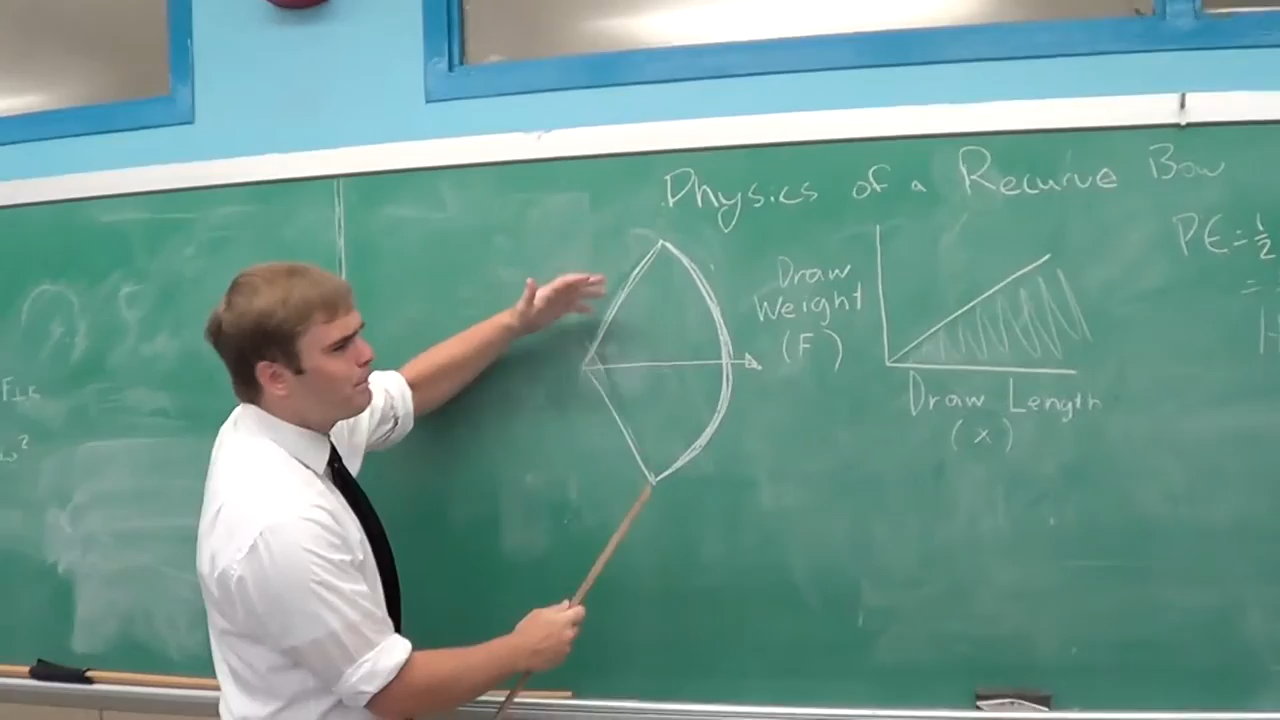 Physics of a Recurve Bow
Draw
Weight
(F)
Draw Length
(x)
PE=½
=